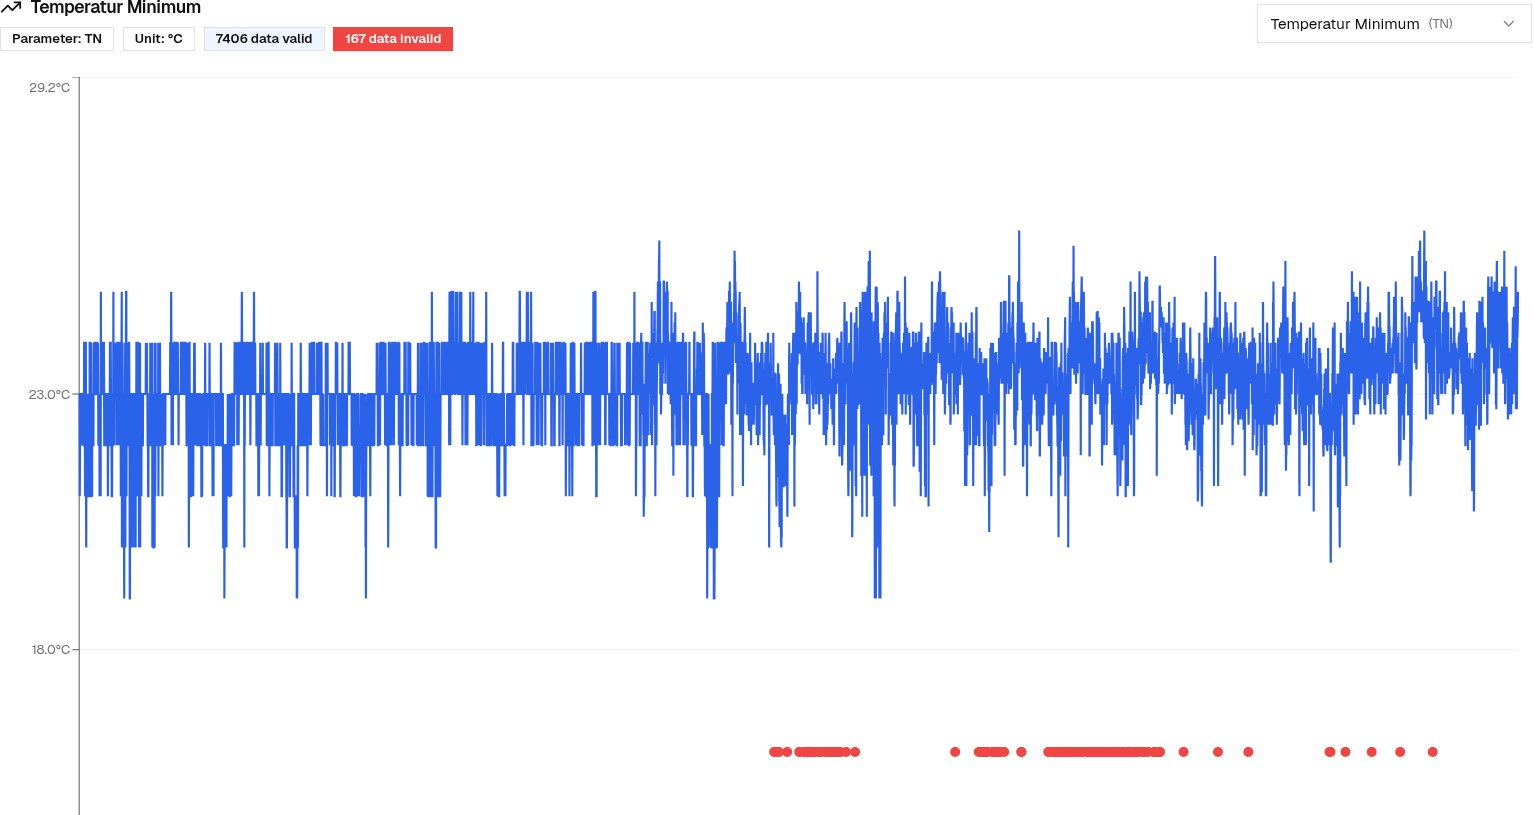 Temperatur Minimum
Parameter: TN Unit: °C 7406 data valid 167 data invalid
Temperatur Minimum (TN)
29.2°C
23.0°C
18.0°C